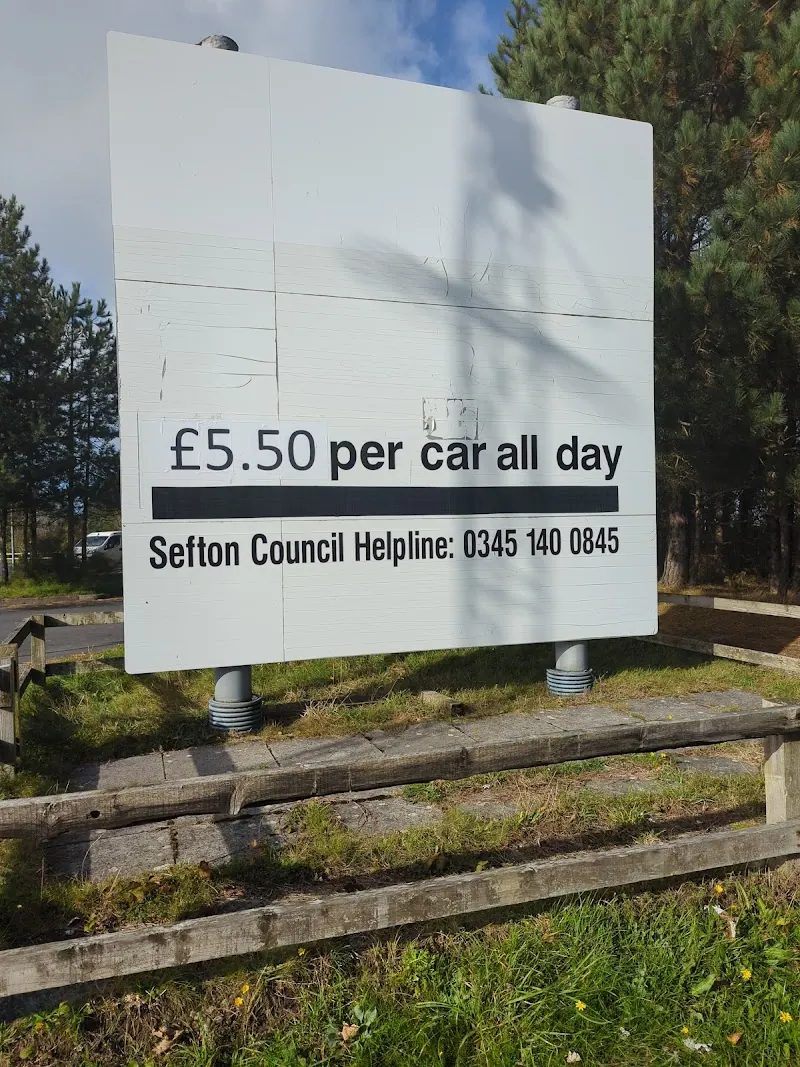 £5.50 per car all day
Sefton Council Helpline: 0345 140 0845